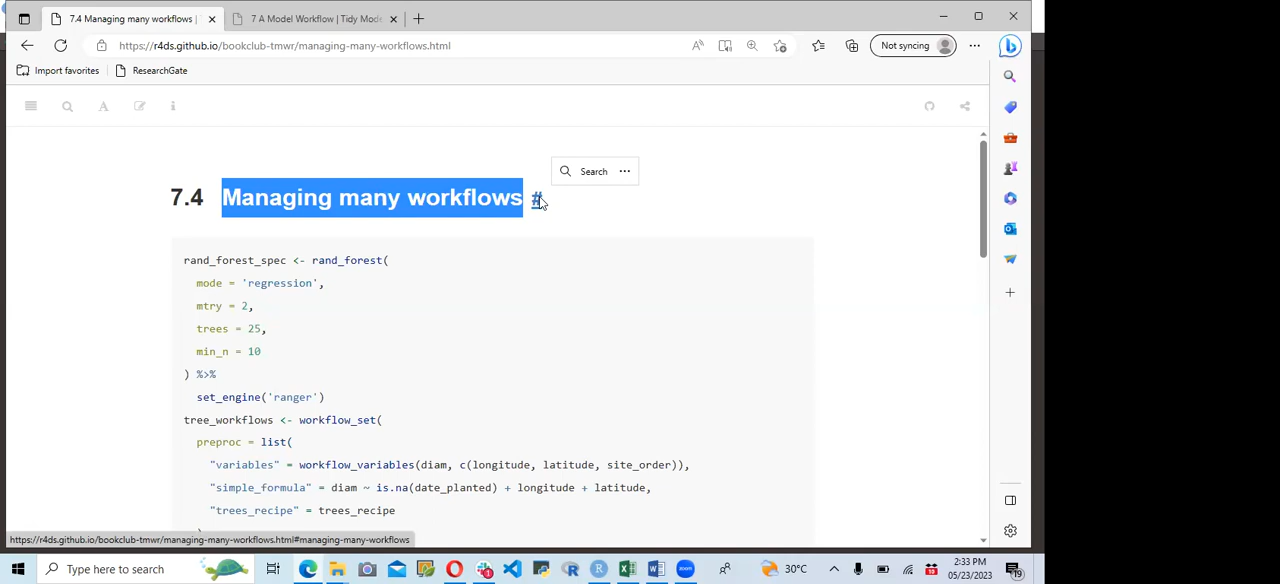 7.4 Managing many workflows |
7 A Model Workflow | Tidy Mode
https://r4ds.github.io/bookclub-tmwr/managing-many-workflows.html
Not syncing
Import favorites
ResearchGate
Search
7.4 Managing many workflows #
rand_forest_spec <- rand_forest(
mode = 'regression',
mtry = 2,
trees = 25,
min_n = 10
) %>%
set_engine('ranger')
tree_workflows <- workflow_set(
preproc = list(
"variables" = workflow_variables(diam, c(longitude, latitude, site_order)),
"simple_formula" = diam ~ is.na(date_planted) + longitude + latitude,
"trees_recipe" = trees_recipe
https://r4ds.github.io/bookclub-tmwr/managing-many-workflows.html#managing-many-workflows
Type here to search
30°C
2:33 PM
05/23/2023